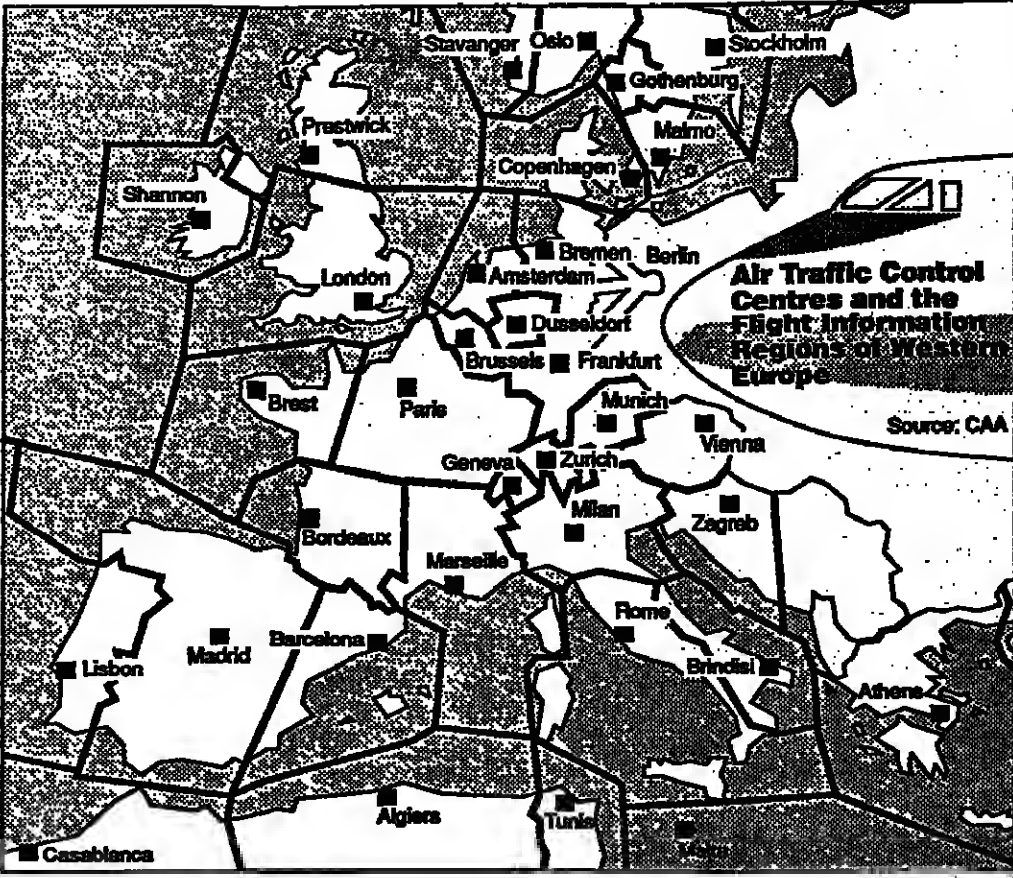 Stavanger
Oslo
Stockholm
Gothenburg
Prestwick
Malmo
Copenhagen
Shannon
Bremen
Berlin
London
Amsterdam
Air Traffic Control
Centres and the
Flight Information
Regions of Western
Europe
Dusseldorf
Brussels
Frankfurt
Brest
Paris
Munich
Source: CAA
Vienna
Geneva
Zurich
Milan
Zagreb
Bordeaux
Marseille
Rome
Barcelona
Madrid
Lisbon
Brindisi
Athens
Algiers
Tunis
Malta
Casablanca